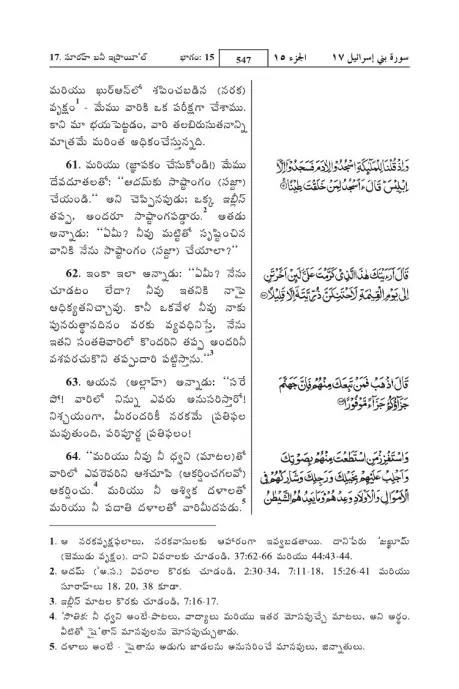 17. సూరహ్ బనీ ఇస్రాయీ'ల్ భాగం: 15 547 الجزء ١٥ سورة بني إسرائيل ١٧
మరియు ఖుర్ఆన్‌లో శపించబడిన (నరక)
వృక్షం1 - మేము వారికి ఒక పరీక్షగా చేశాము.
కాని మా భయపెట్టడం, వారి తలబిరుసుతనాన్ని
మాత్రమే మరింత అధికంచేస్తున్నది.
61. మరియు (జ్ఞాపకం చేసుకోండి!) మేము
దేవదూతలతో: ''ఆదమ్‌కు సాష్టాంగం (సజ్దా)
చేయండి.'' అని చెప్పినపుడు: ఒక్క ఇబ్లీస్
తప్ప, అందరూ సాష్టాంగపడ్డారు.2 అతడు
అన్నాడు: ''ఏమీ? నీవు మట్టితో సృష్టించిన
వానికి నేను సాష్టాంగం (సజ్దా) చేయాలా?''
وَإِذْ قُلْنَا لِلْمَلَٰٓئِكَةِ ٱسْجُدُوا۟ لِءَادَمَ فَسَجَدُوٓا۟ إِلَّآ
إِبْلِيسَ قَالَ ءَأَسْجُدُ لِمَنْ خَلَقْتَ طِينًا
62. ఇంకా ఇలా అన్నాడు: ''ఏమీ? నేను
చూడటం లేదా? నీవు ఇతనికి నాపై
ఆధిక్యతనిచ్చావు. కానీ ఒకవేళ నీవు నాకు
పునరుత్థానదినం వరకు వ్యవధినిస్తే, నేను
ఇతని సంతతివారిలో కొందరిని తప్ప అందరినీ
వశపరచుకొని తప్పుదారి పట్టిస్తాను.''3
قَالَ أَرَءَيْتَكَ هَٰذَا ٱلَّذِى كَرَّمْتَ عَلَىَّ لَئِنْ أَخَّرْتَنِ
إِلَىٰ يَوْمِ ٱلْقِيَٰمَةِ لَأَحْتَنِكَنَّ ذُرِّيَّتَهُۥٓ إِلَّا قَلِيلًا
63. ఆయన (అల్లాహ్) అన్నాడు: ''సరే
పో! వారిలో నిన్ను ఎవరు అనుసరిస్తారో!
నిశ్చయంగా, మీరందరికీ నరకమే ప్రతిఫల
మవుతుంది, పరిపూర్ణ ప్రతిఫలం!
قَالَ ٱذْهَبْ فَمَن تَبِعَكَ مِنْهُمْ فَإِنَّ جَهَنَّمَ
جَزَآؤُكُمْ جَزَآءً مَّوْفُورًا
64. ''మరియు నీవు నీ ధ్వని (మాటల)తో
వారిలో ఎవరెవరిని ఆశచూపి (ఆకర్షించగలవో)
ఆకర్షించు.4 మరియు నీ అశ్విక దళాలతో
మరియు నీ పదాతి దళాలతో వారిమీదపడు.5
وَٱسْتَفْزِزْ مَنِ ٱسْتَطَعْتَ مِنْهُم بِصَوْتِكَ
وَأَجْلِبْ عَلَيْهِم بِخَيْلِكَ وَرَجِلِكَ وَشَارِكْهُمْ فِى
ٱلْأَمْوَٰلِ وَٱلْأَوْلَٰدِ وَعِدْهُمْ وَمَا يَعِدُهُمُ ٱلشَّيْطَٰنُ
1. ఆ నరకవృక్షఫలాలు, నరకవాసులకు ఆహారంగా ఇవ్వబడతాయి. దానిపేరు 'జఖ్ఖూమ్
(జెముడు వృక్షం). దాని వివరాలకు చూడండి, 37:62-66 మరియు 44:43-44.
2. ఆదమ్ ('అ.స.) వివరాల కొరకు చూడండి, 2:30-34, 7:11-18, 15:26-41 మరియు
సూరాహ్‌లు 18, 20, 38 కూడా.
3. ఇబ్లీస్ మాటల కొరకు చూడండి, 7:16-17.
4. 'సౌతిక: నీ ధ్వని అంటే-పాటలు, వాద్యాలు మరియు ఇతర మోసపుచ్చే మాటలు, అని అర్థం.
వీటితో షై'తాన్ మానవులను మోసపుచ్చుతాడు.
5. దళాలు అంటే - షైతాను అడుగు జాడలను అనుసరించే మానవులు, జిన్నాతులు.